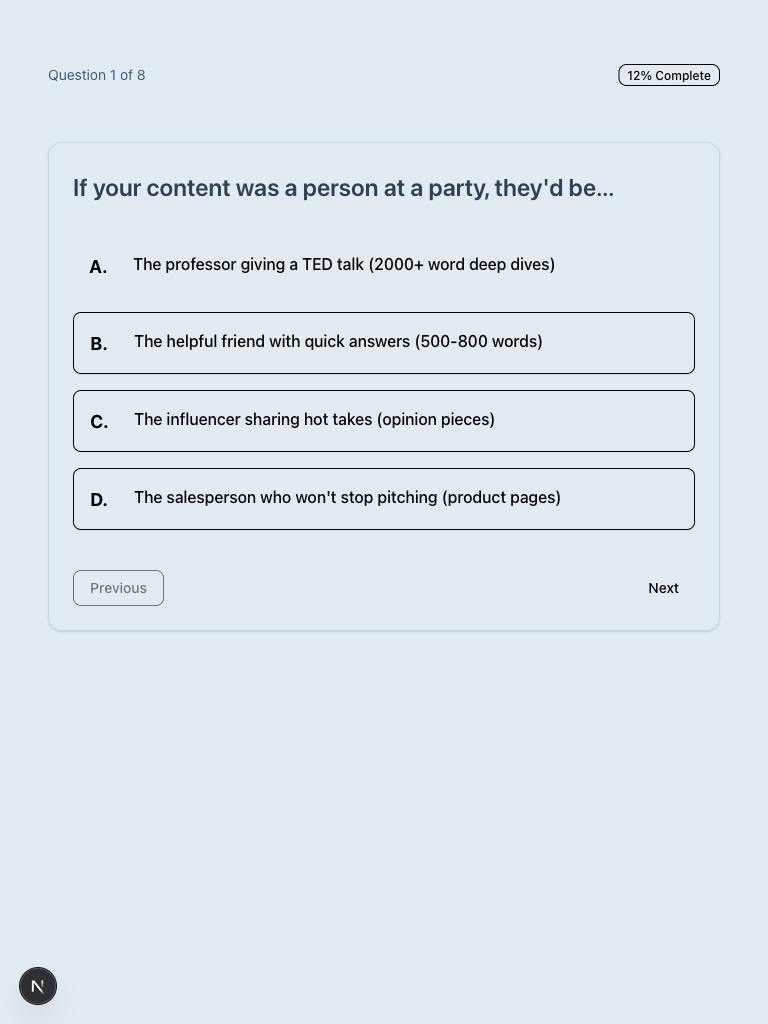 Question 1 of 8
12% Complete
If your content was a person at a party, they'd be...
A. The professor giving a TED talk (2000+ word deep dives)
B. The helpful friend with quick answers (500-800 words)
C. The influencer sharing hot takes (opinion pieces)
D. The salesperson who won't stop pitching (product pages)
Previous
Next
N